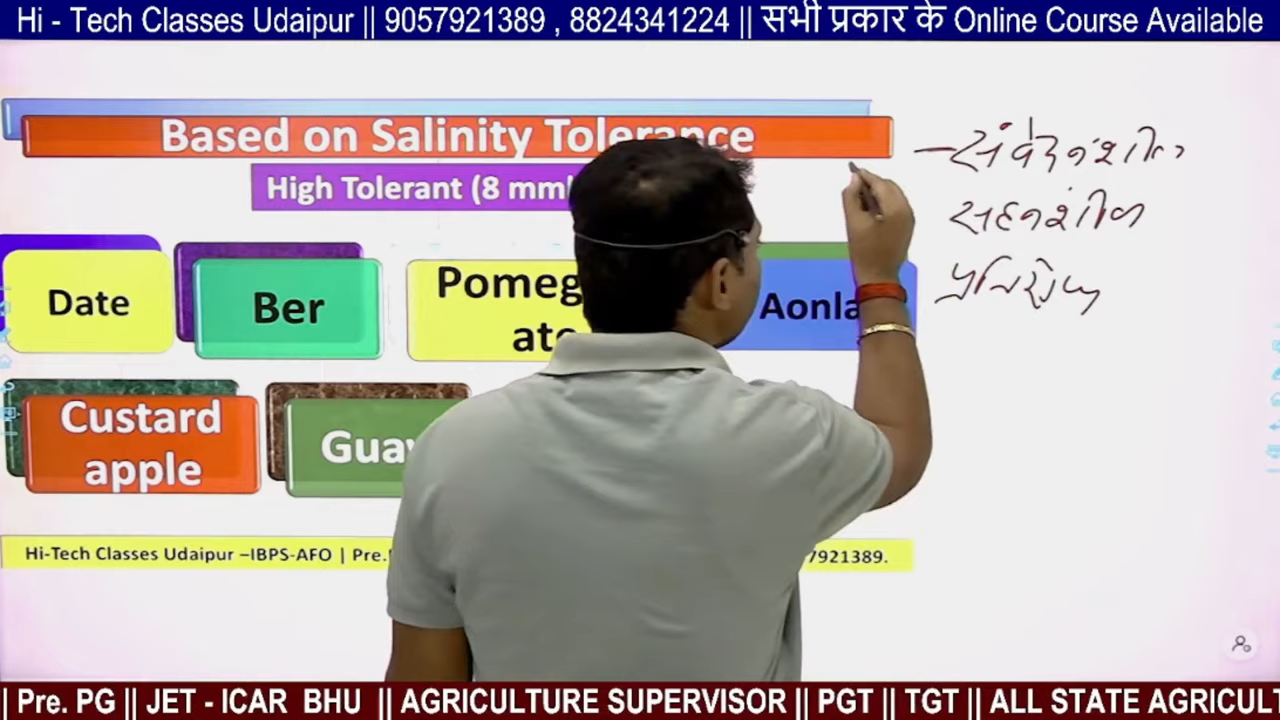 Hi - Tech Classes Udaipur || 9057921389 , 8824341224 || सभी प्रकार के Online Course Available
Based on Salinity Tolerance
High Tolerant (8 mm
Date
Ber
Pomeg
ate
Aonla
Custard
apple
Gua
Hi-Tech Classes Udaipur –IBPS-AFO | Pre.
7921389.
संवेदनशील
सहनशील
| Pre. PG || JET - ICAR BHU || AGRICULTURE SUPERVISOR || PGT || TGT || ALL STATE AGRICULT